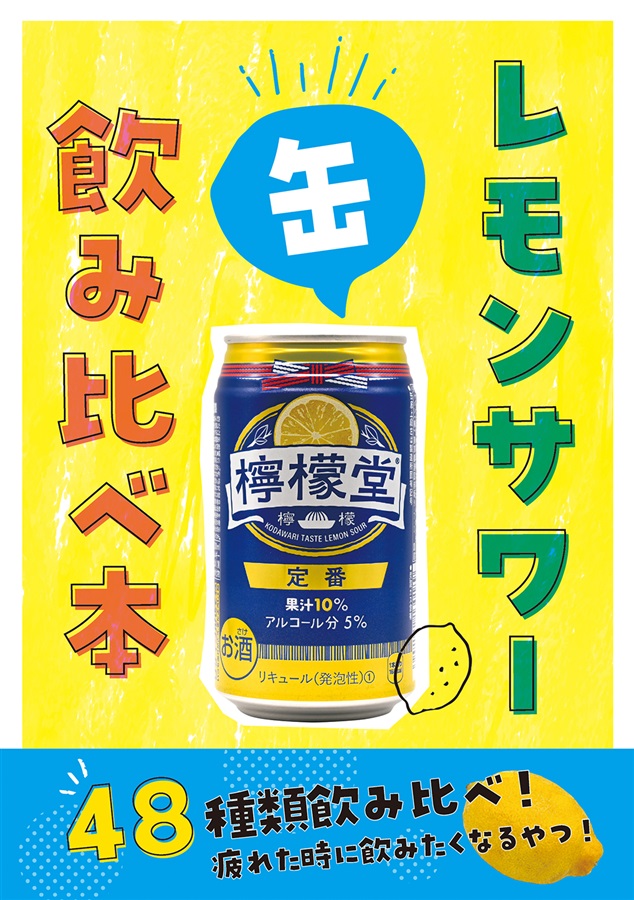 レモンサワー
缶
飲み比べ本
檸檬堂
檸檬
KODAWARI TASTE LEMON SOUR
定番
果汁10%
アルコール分 5%
さけ
お酒
リキュール(発泡性)①
48種類飲み比べ!
疲れた時に飲みたくなるやつ!